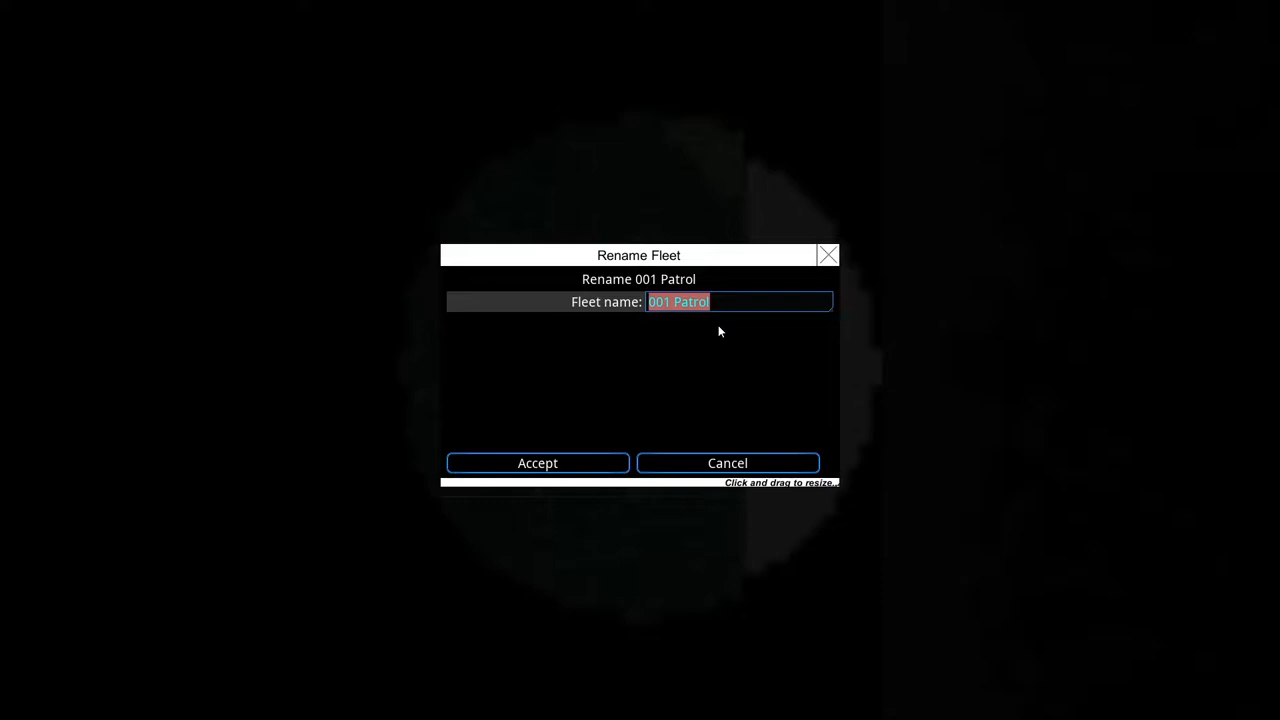 Rename Fleet
Rename 001 Patrol
Fleet name: 001 Patrol
Accept Cancel
Click and drag to resize...